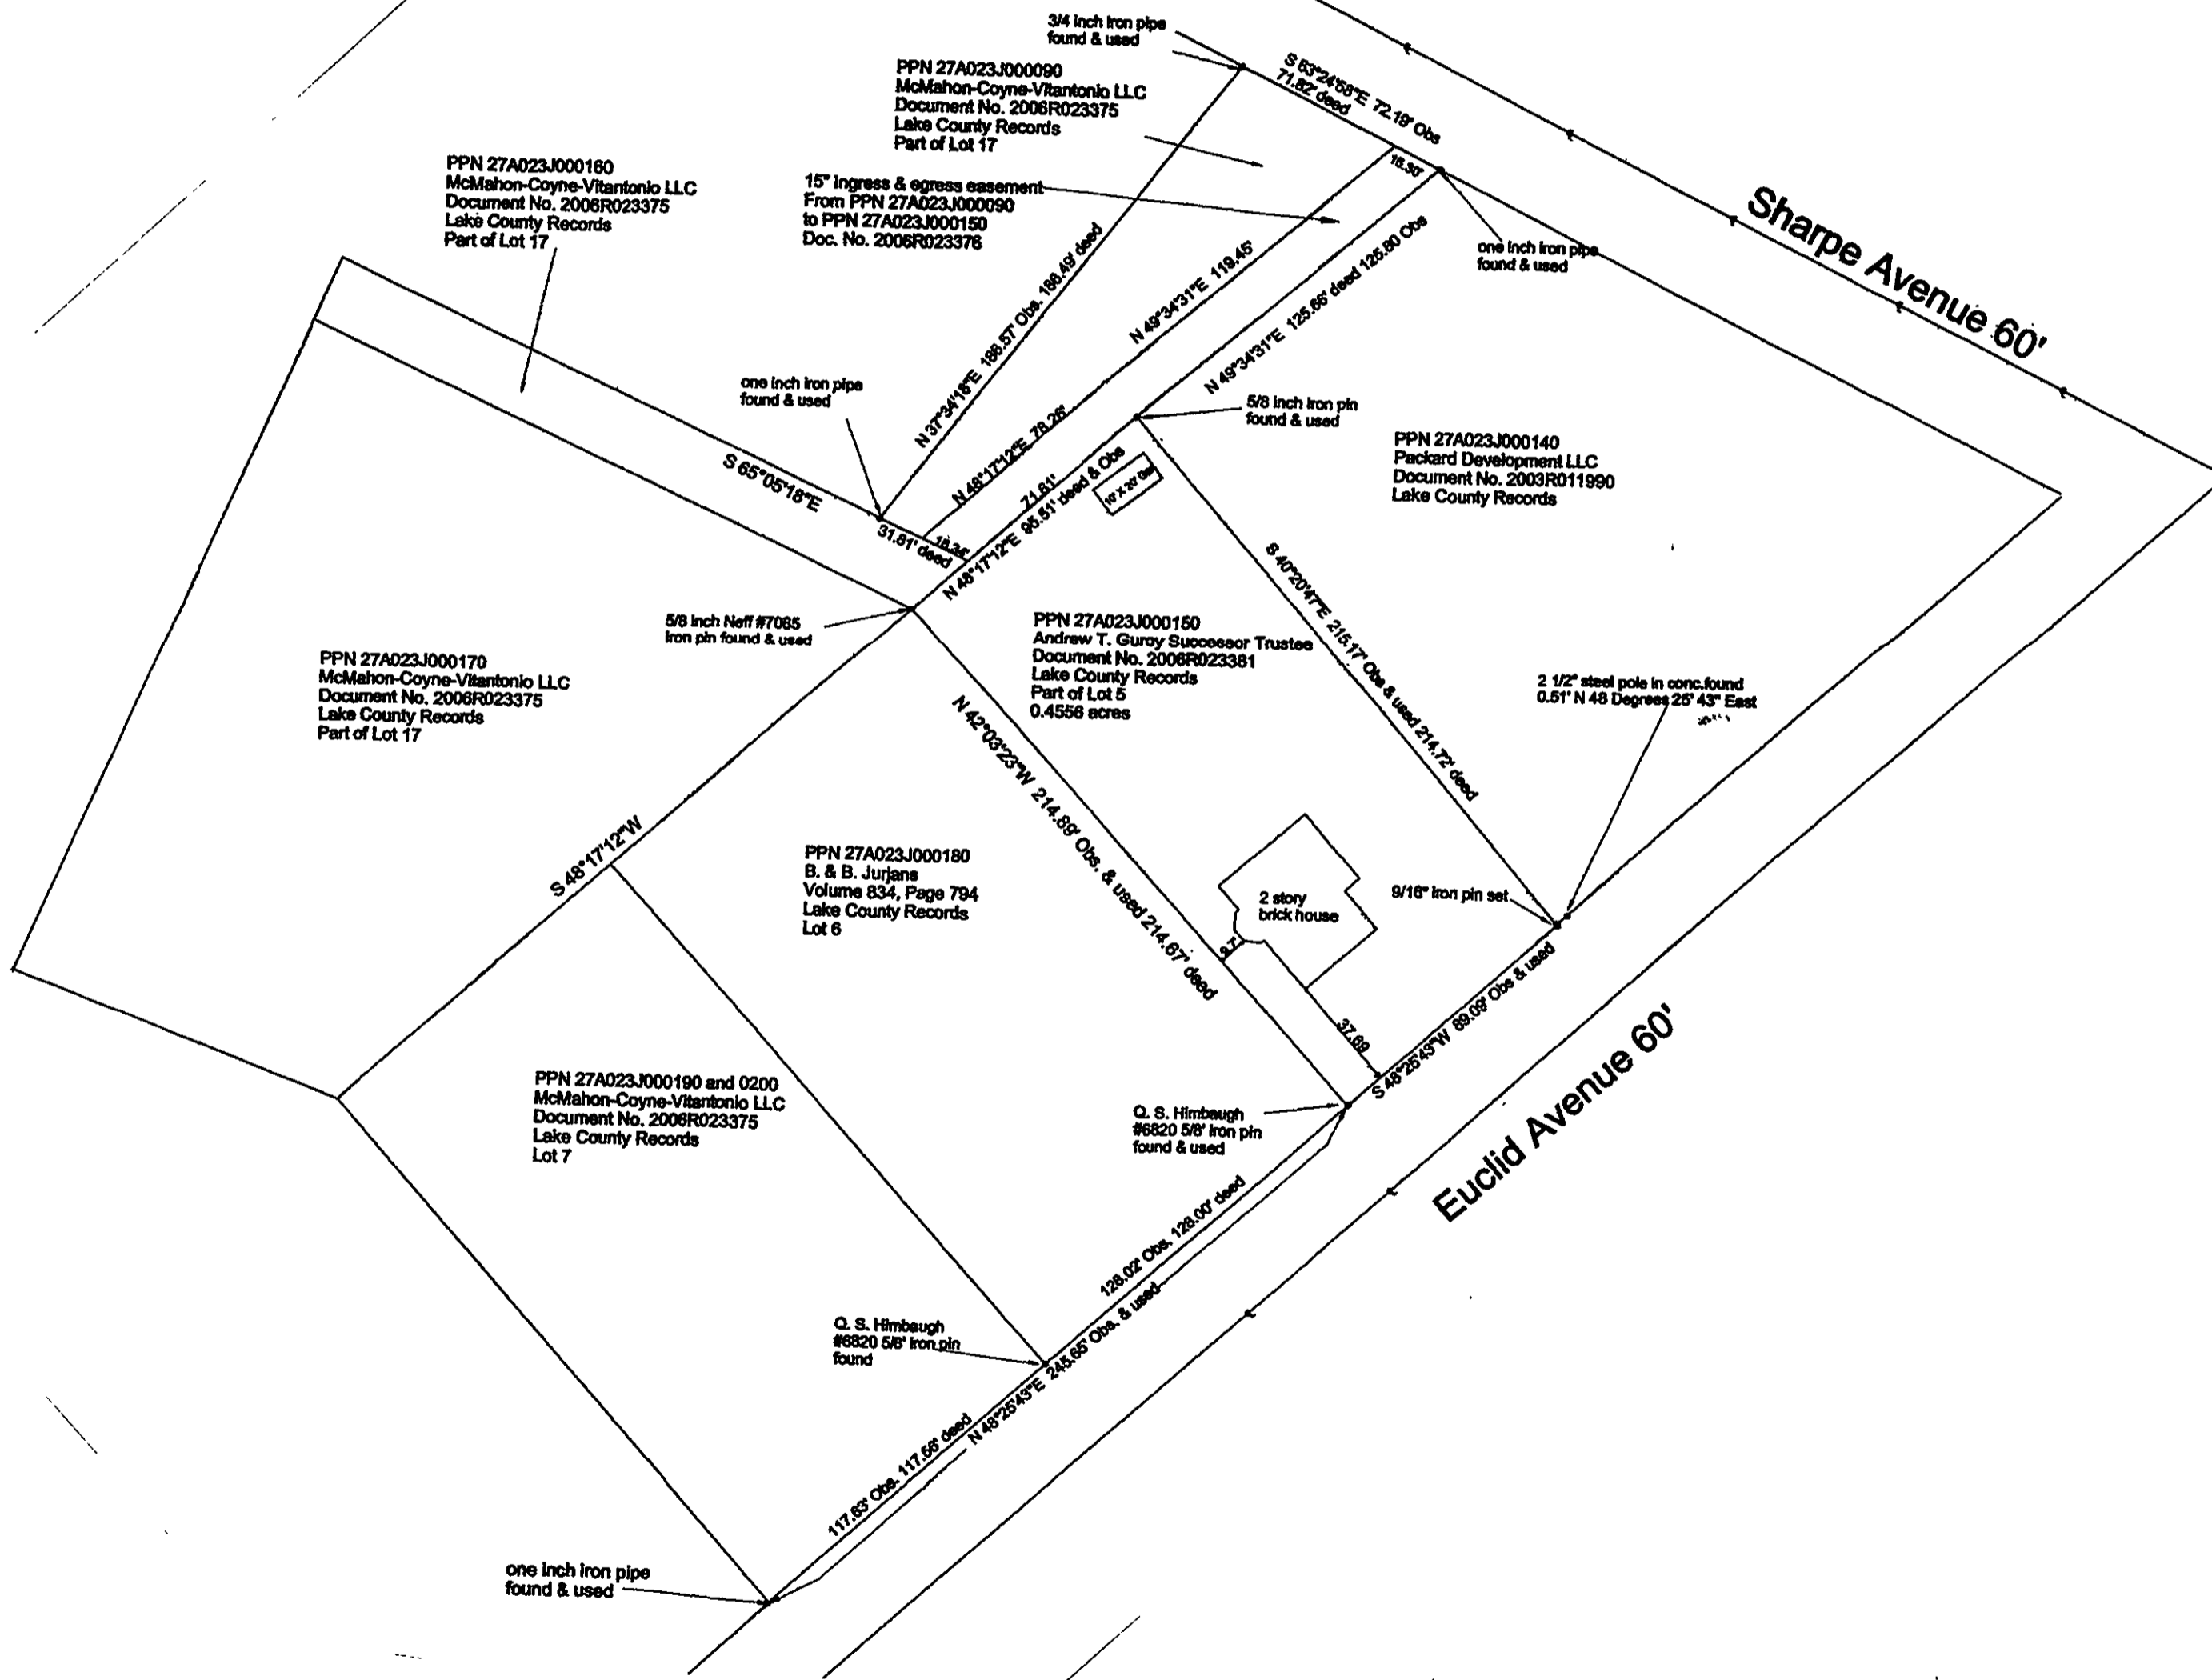 3/4 inch iron pipe
found & used
PPN 27A023J000090
McMahon-Coyne-Vitantonio LLC
Document No. 2006R023375
Lake County Records
Part of Lot 17
S 53°24'58"E 72.19' Obs
71.82' deed
PPN 27A023J000160
McMahon-Coyne-Vitantonio LLC
Document No. 2006R023375
Lake County Records
Part of Lot 17
15" ingress & egress easement
From PPN 27A023J000090
to PPN 27A023J000150
Doc. No. 2006R023376
15.30'
Sharpe Avenue 60'
one inch iron pipe
found & used
N 37°34'18"E 186.57' Obs. 186.49' deed
N 49°34'31"E 119.45'
N 49°34'31"E 125.66' deed 125.80 Obs
one inch iron pipe
found & used
5/8 inch iron pin
found & used
N 48°17'12"E 78.26'
71.61'
N 48°17'12"E 95.51' deed & Obs
10' X 20'
PPN 27A023J000140
Packard Development LLC
Document No. 2003R011990
Lake County Records
S 65°05'18"E
31.81' deed
15.34'
S 40°20'47"E 215.17' Obs & used 214.72' deed
5/8 inch Neff #7065
iron pin found & used
PPN 27A023J000150
Andrew T. Guroy Successor Trustee
Document No. 2006R023381
Lake County Records
Part of Lot 5
0.4556 acres
PPN 27A023J000170
McMahon-Coyne-Vitantonio LLC
Document No. 2006R023375
Lake County Records
Part of Lot 17
2 1/2" steel pole in conc.found
0.51' N 48 Degrees 25' 43" East
N 42°03'23"W 214.89' Obs. & used 214.67' deed
S 48°17'12"W
PPN 27A023J000180
B. & B. Jurjans
Volume 834, Page 794
Lake County Records
Lot 6
2 story
brick house
9/16" iron pin set
9.7'
37.69
S 48°25'43"W 89.09' Obs & used
Euclid Avenue 60'
PPN 27A023J000190 and 0200
McMahon-Coyne-Vitantonio LLC
Document No. 2006R023375
Lake County Records
Lot 7
Q. S. Himbaugh
#6820 5/8' iron pin
found & used
128.02' Obs. 128.00' deed
N 48°25'43"E 245.65' Obs. & used
Q. S. Himbaugh
#6820 5/8' iron pin
found
117.63' Obs. 117.56' deed
one inch iron pipe
found & used